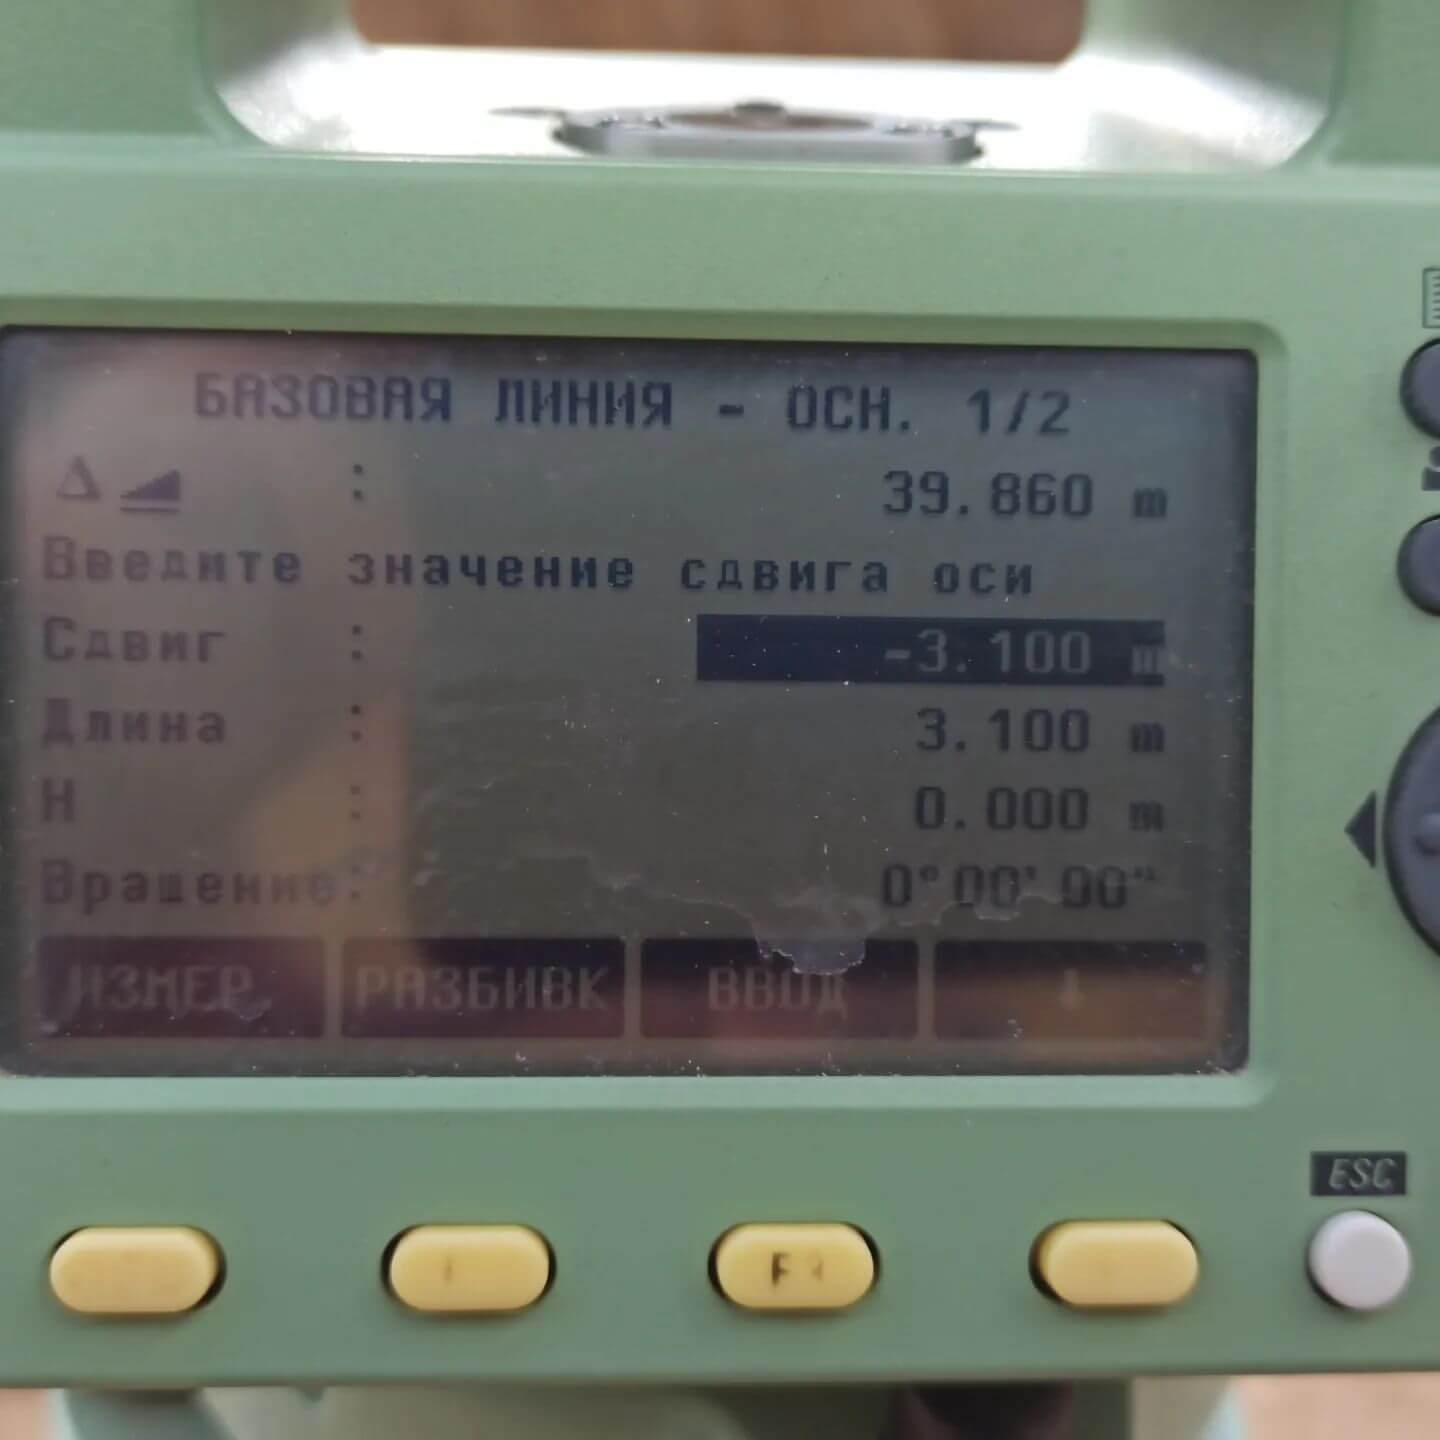 БАЗОВАЯ ЛИНИЯ - ОСН. 1/2
: 39.860 m
Введите значение сдвига оси
Сдвиг : -3.100 m
Длина : 3.100 m
H : 0.000 m
Вращение: 0°00'00"
ИЗМЕР. РАЗБИВК ВВОД ↓
ESC